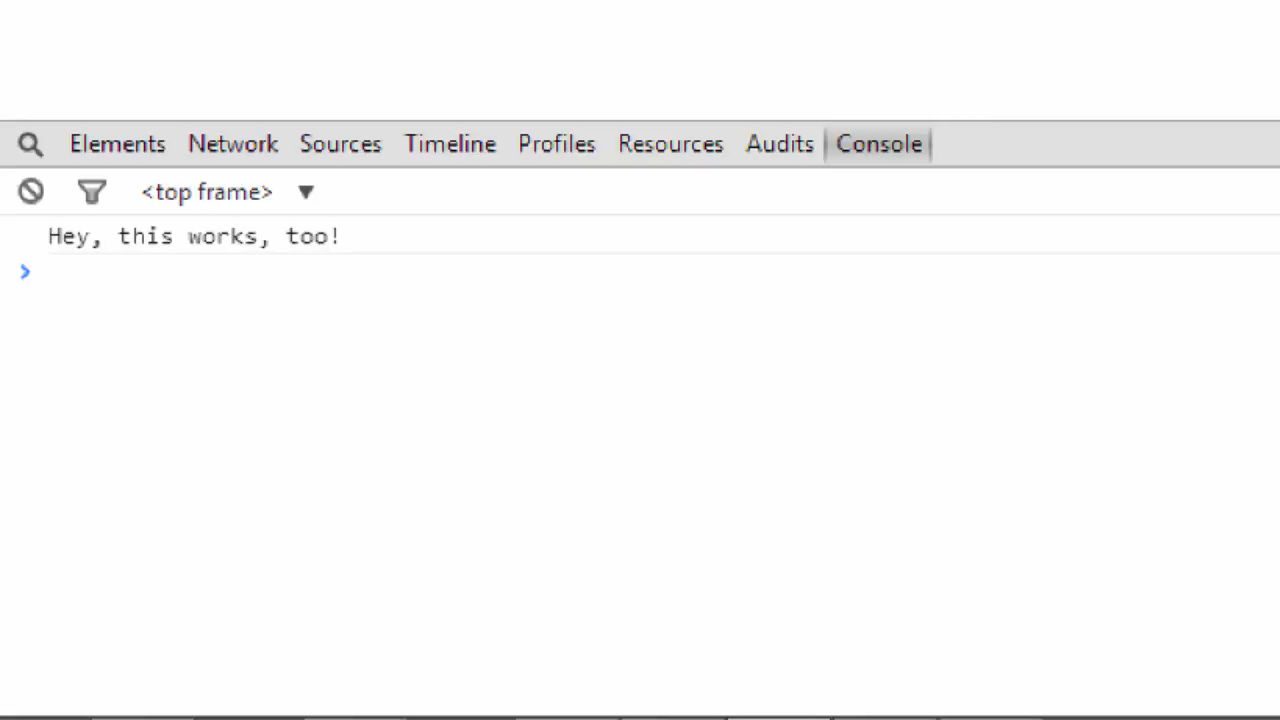 Elements Network Sources Timeline Profiles Resources Audits Console
<top frame> ▼
Hey, this works, too!
>